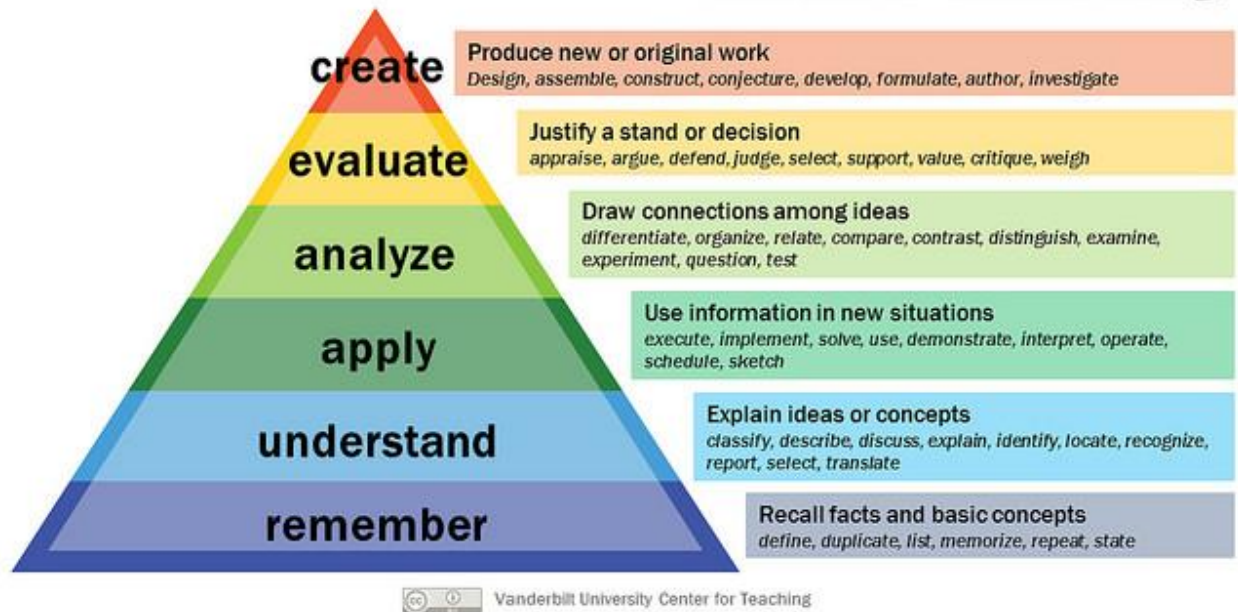 create
Produce new or original work
Design, assemble, construct, conjecture, develop, formulate, author, investigate
evaluate
Justify a stand or decision
appraise, argue, defend, judge, select, support, value, critique, weigh
analyze
Draw connections among ideas
differentiate, organize, relate, compare, contrast, distinguish, examine,
experiment, question, test
apply
Use information in new situations
execute, implement, solve, use, demonstrate, interpret, operate,
schedule, sketch
understand
Explain ideas or concepts
classify, describe, discuss, explain, identify, locate, recognize,
report, select, translate
remember
Recall facts and basic concepts
define, duplicate, list, memorize, repeat, state
cc
Vanderbilt University Center for Teaching